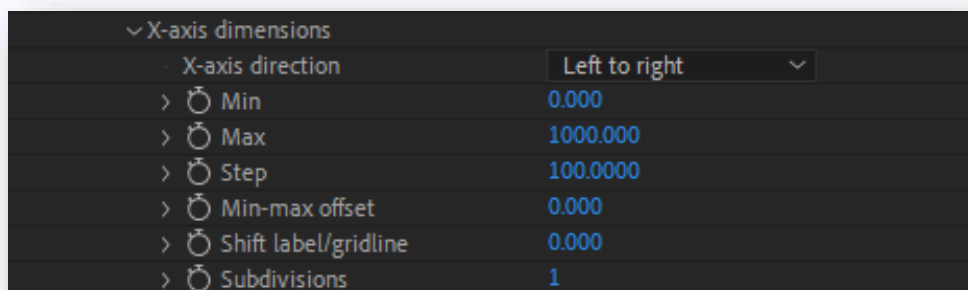 X-axis dimensions
X-axis direction Left to right
Min 0.000
Max 1000.000
Step 100.0000
Min-max offset 0.000
Shift label/gridline 0.000
Subdivisions 1